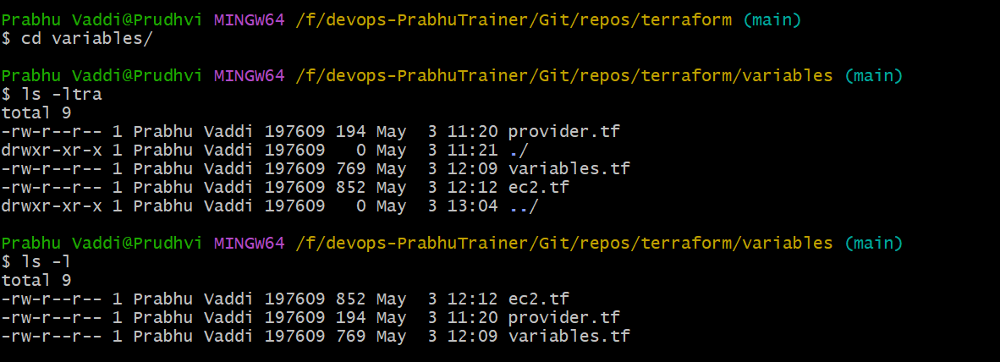 Prabhu Vaddi@Prudhvi MINGW64 /f/devops-PrabhuTrainer/Git/repos/terraform (main)
$ cd variables/
Prabhu Vaddi@Prudhvi MINGW64 /f/devops-PrabhuTrainer/Git/repos/terraform/variables (main)
$ ls -ltra
total 9
-rw-r--r-- 1 Prabhu Vaddi 197609 194 May  3 11:20 provider.tf
drwxr-xr-x 1 Prabhu Vaddi 197609   0 May  3 11:21 ./
-rw-r--r-- 1 Prabhu Vaddi 197609 769 May  3 12:09 variables.tf
-rw-r--r-- 1 Prabhu Vaddi 197609 852 May  3 12:12 ec2.tf
drwxr-xr-x 1 Prabhu Vaddi 197609   0 May  3 13:04 ../
Prabhu Vaddi@Prudhvi MINGW64 /f/devops-PrabhuTrainer/Git/repos/terraform/variables (main)
$ ls -l
total 9
-rw-r--r-- 1 Prabhu Vaddi 197609 852 May  3 12:12 ec2.tf
-rw-r--r-- 1 Prabhu Vaddi 197609 194 May  3 11:20 provider.tf
-rw-r--r-- 1 Prabhu Vaddi 197609 769 May  3 12:09 variables.tf